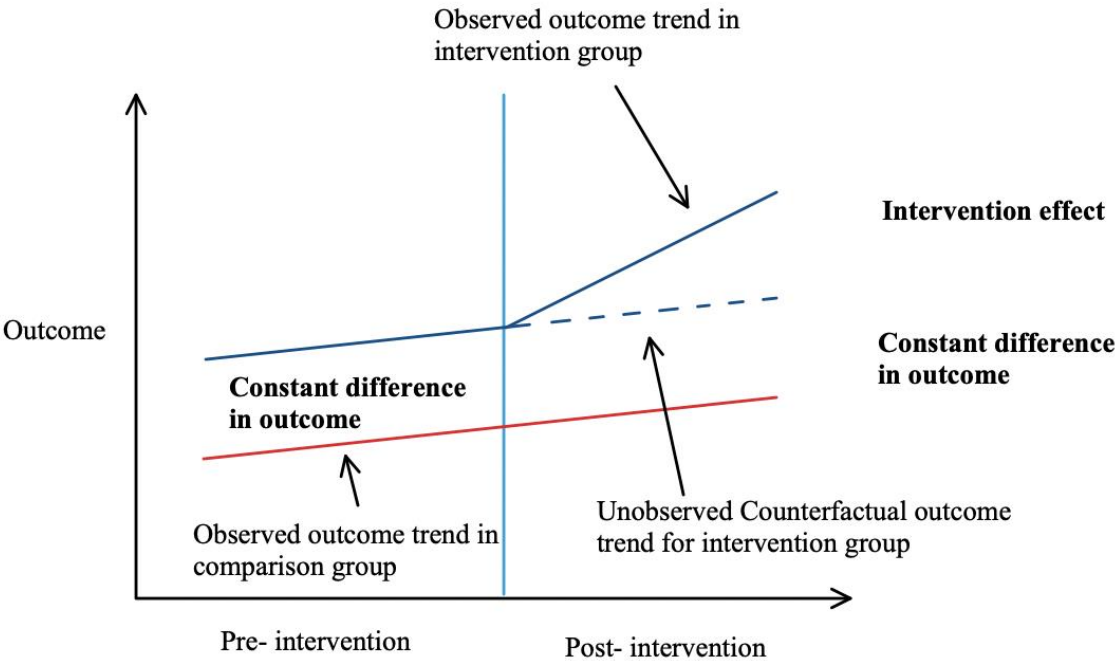 Observed outcome trend in
intervention group
Intervention effect
Outcome
Constant difference
in outcome
Constant difference
in outcome
Unobserved Counterfactual outcome
trend for intervention group
Observed outcome trend in
comparison group
Pre- intervention
Post- intervention